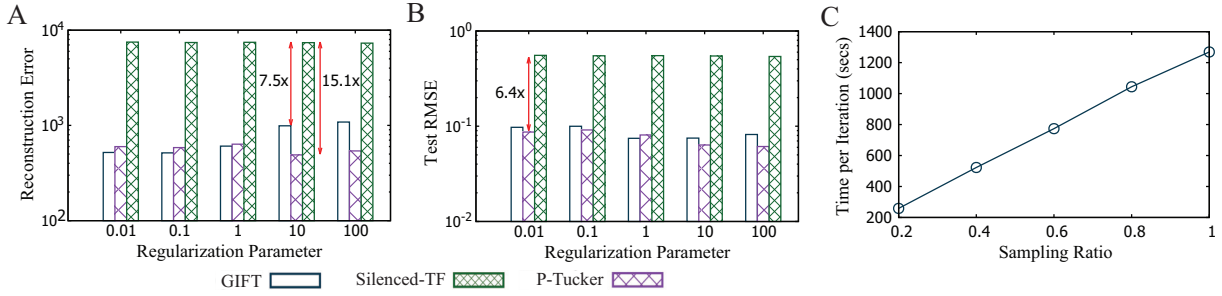 A
Reconstruction Error
10^4
10^3
10^2
7.5x
15.1x
0.01 0.1 1 10 100
Regularization Parameter
B
Test RMSE
10^0
10^-1
10^-2
6.4x
0.01 0.1 1 10 100
Regularization Parameter
C
Time per Iteration (secs)
1400
1200
1000
800
600
400
200
0.2 0.4 0.6 0.8 1
Sampling Ratio
GIFT Silenced-TF P-Tucker